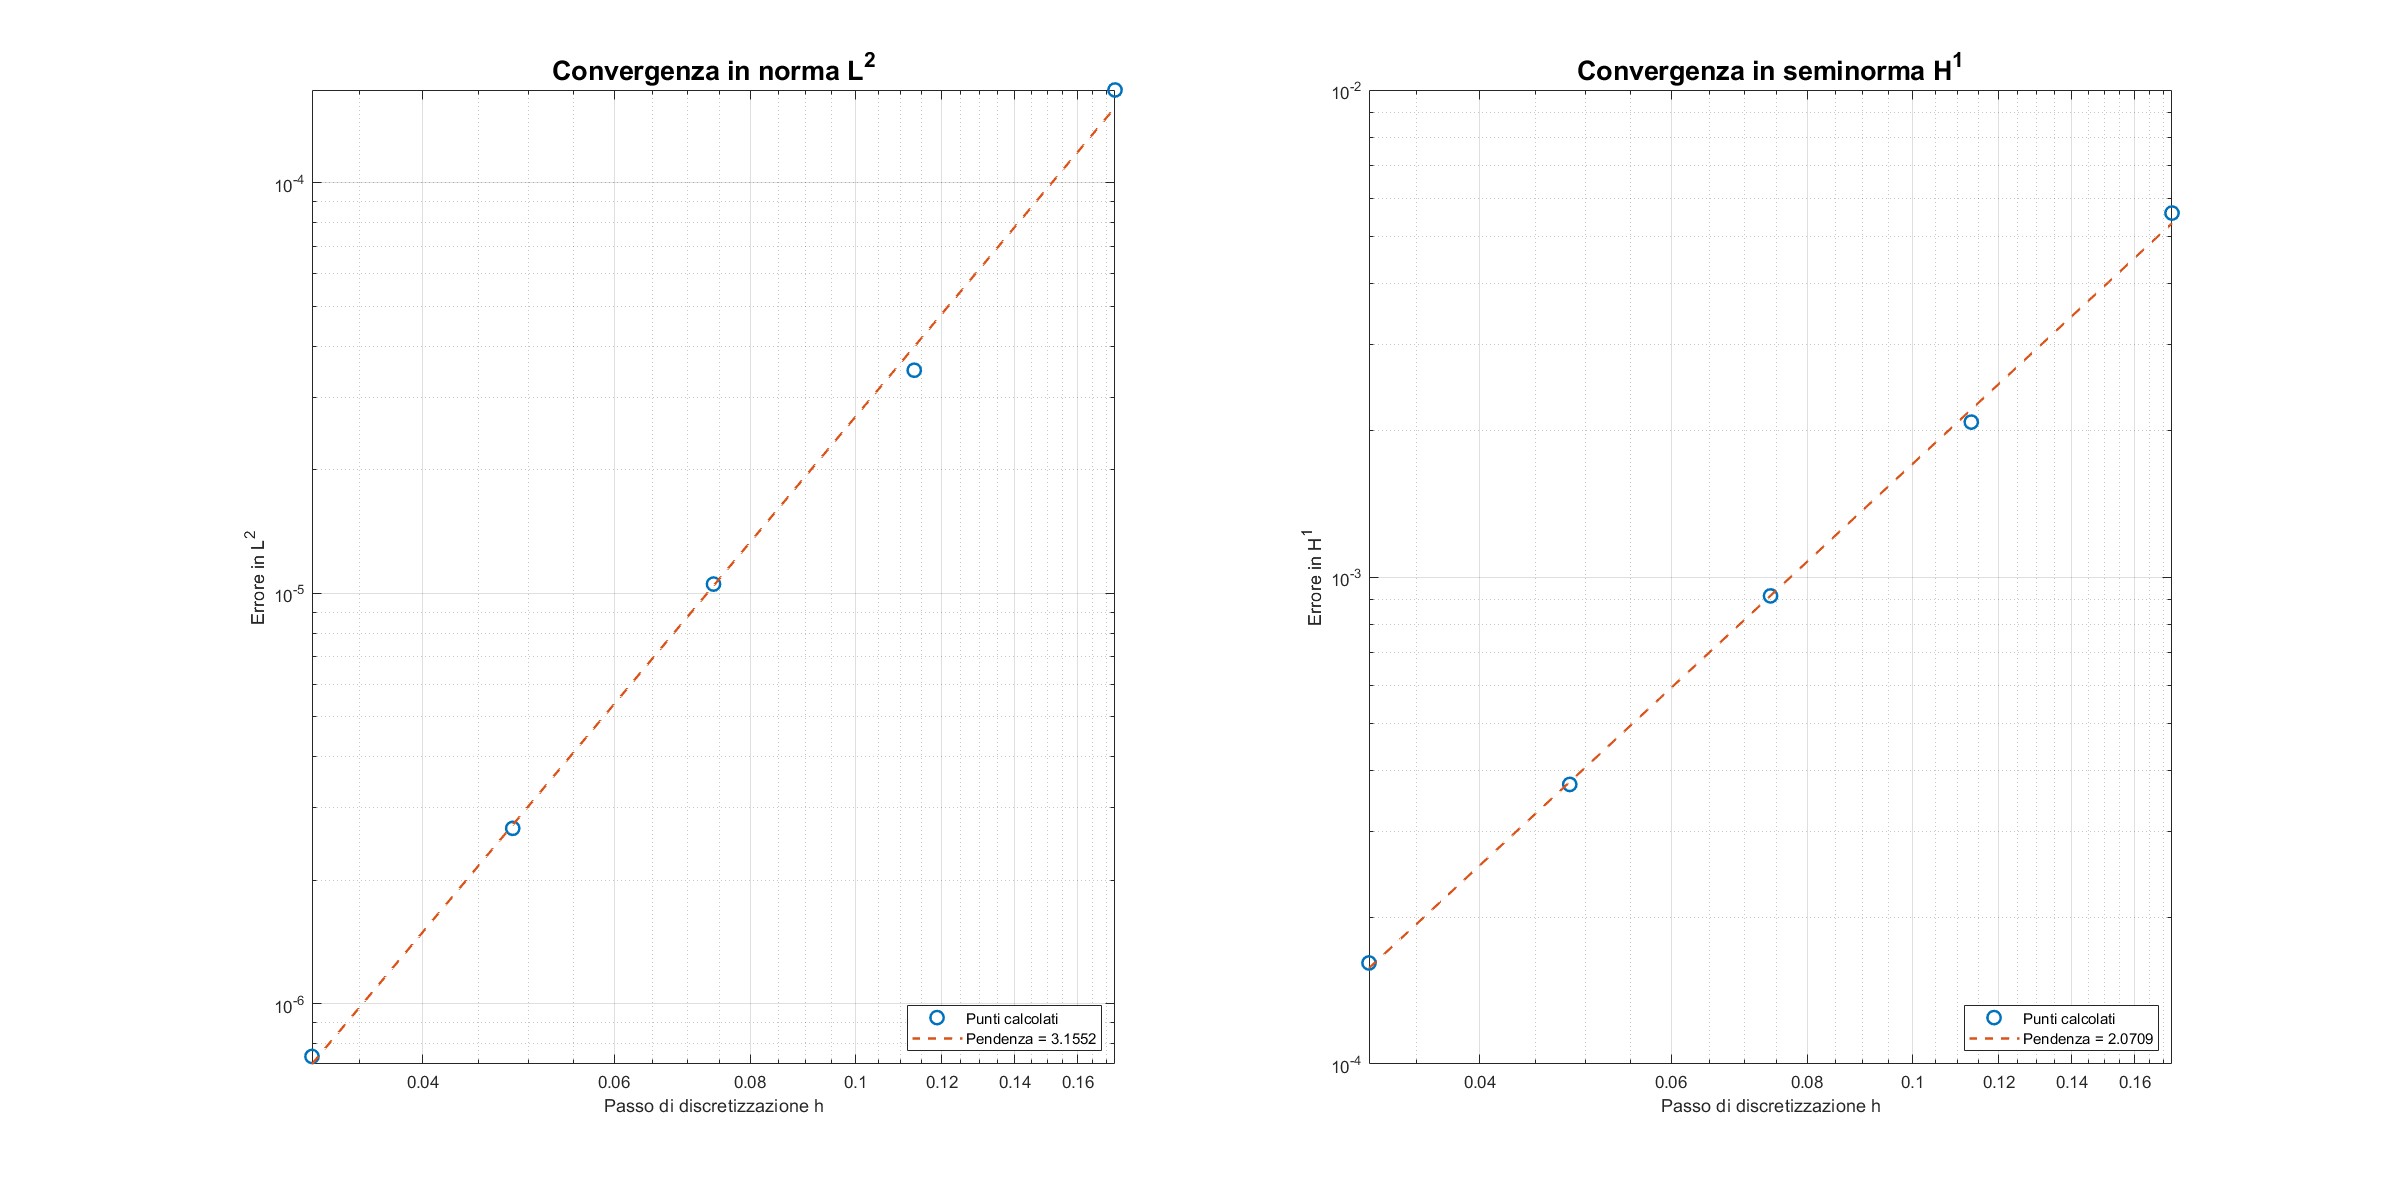 Convergenza in norma L²
10⁻⁴
10⁻⁵
10⁻⁶
Errore in L²
0.04 0.06 0.08 0.1 0.12 0.14 0.16
Passo di discretizzazione h
Punti calcolati
Pendenza = 3.1552
Convergenza in seminorma H¹
10⁻²
10⁻³
10⁻⁴
Errore in H¹
0.04 0.06 0.08 0.1 0.12 0.14 0.16
Passo di discretizzazione h
Punti calcolati
Pendenza = 2.0709